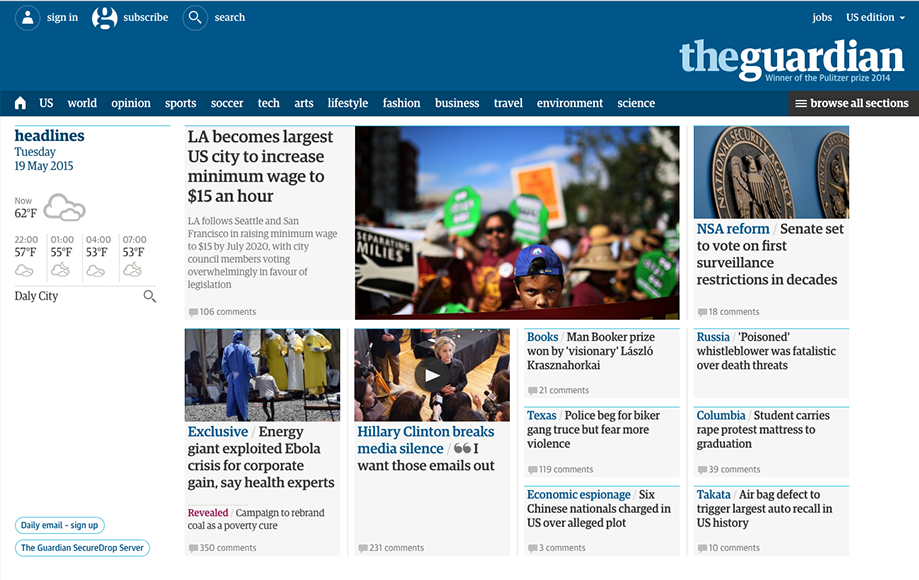 sign in
subscribe
search
jobs
US edition
theguardian
Winner of the Pulitzer prize 2014
US
world
opinion
sports
soccer
tech
arts
lifestyle
fashion
business
travel
environment
science
browse all sections
headlines
Tuesday
19 May 2015
Now
62°F
22:00
57°F
01:00
55°F
04:00
53°F
07:00
53°F
Daly City
Daily email – sign up
The Guardian SecureDrop Server
LA becomes largest
US city to increase
minimum wage to
$15 an hour
LA follows Seattle and San
Francisco in raising minimum wage
to $15 by July 2020, with city
council members voting
overwhelmingly in favour of
legislation
106 comments
SEPARATING
FAMILIES
NATIONAL SECURITY
NSA reform / Senate set
to vote on first
surveillance
restrictions in decades
18 comments
Exclusive / Energy
giant exploited Ebola
crisis for corporate
gain, say health experts
Revealed / Campaign to rebrand
coal as a poverty cure
350 comments
Hillary Clinton breaks
media silence / “ I
want those emails out
231 comments
Books / Man Booker prize
won by 'visionary' László
Krasznahorkai
21 comments
Texas / Police beg for biker
gang truce but fear more
violence
119 comments
Economic espionage / Six
Chinese nationals charged in
US over alleged plot
3 comments
Russia / 'Poisoned'
whistleblower was fatalistic
over death threats
Columbia / Student carries
rape protest mattress to
graduation
39 comments
Takata / Air bag defect to
trigger largest auto recall in
US history
10 comments